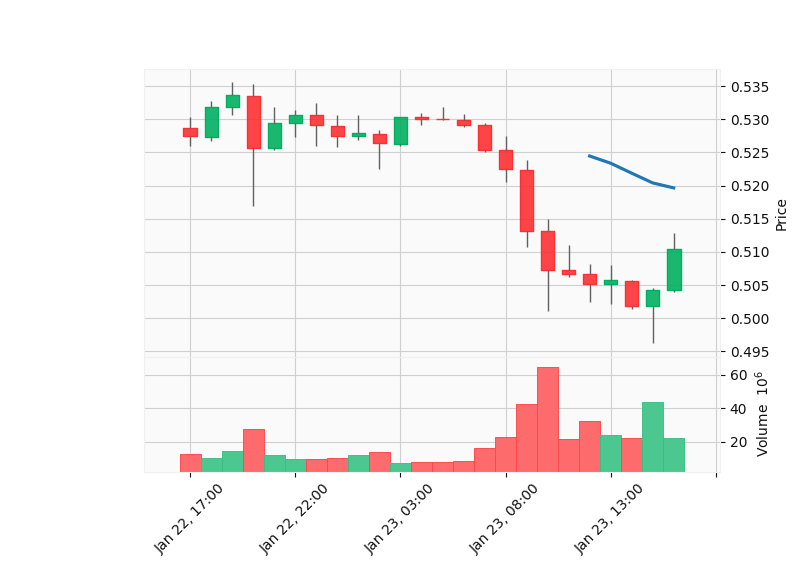 0.535
0.530
0.525
0.520
0.515
0.510
0.505
0.500
0.495
Price
60
40
20
Volume 10⁶
Jan 22, 17:00
Jan 22, 22:00
Jan 23, 03:00
Jan 23, 08:00
Jan 23, 13:00